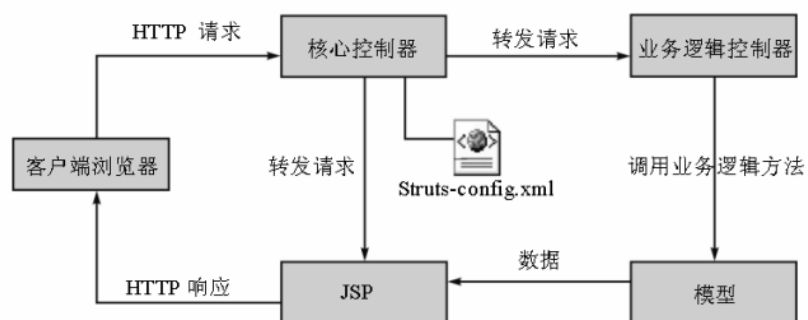 HTTP 请求
核心控制器
转发请求
业务逻辑控制器
客户端浏览器
转发请求
Struts-config.xml
调用业务逻辑方法
HTTP 响应
JSP
数据
模型